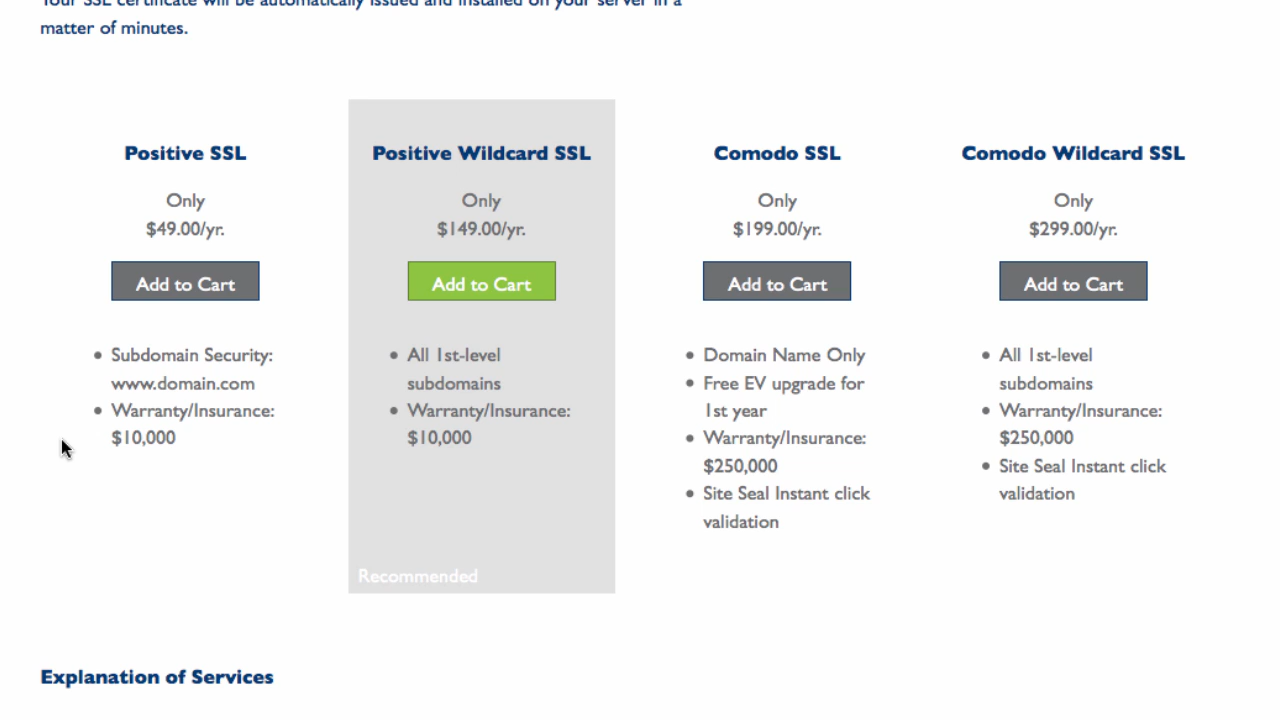 Your SSL certificate will be automatically issued and installed on your server in a
matter of minutes.
Positive SSL
Only
$49.00/yr.
Add to Cart
• Subdomain Security:
www.domain.com
• Warranty/Insurance:
$10,000
Positive Wildcard SSL
Only
$149.00/yr.
Add to Cart
• All 1st-level
subdomains
• Warranty/Insurance:
$10,000
Recommended
Comodo SSL
Only
$199.00/yr.
Add to Cart
• Domain Name Only
• Free EV upgrade for
1st year
• Warranty/Insurance:
$250,000
• Site Seal Instant click
validation
Comodo Wildcard SSL
Only
$299.00/yr.
Add to Cart
• All 1st-level
subdomains
• Warranty/Insurance:
$250,000
• Site Seal Instant click
validation
Explanation of Services